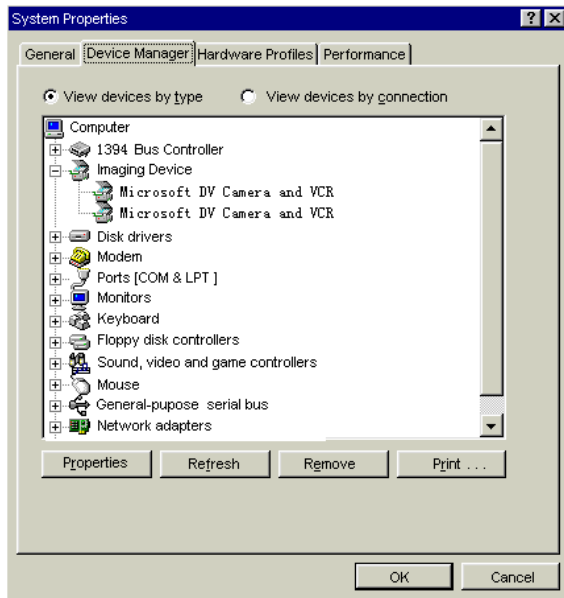 System Properties
General Device Manager Hardware Profiles Performance
View devices by type View devices by connection
Computer
1394 Bus Controller
Imaging Device
Microsoft DV Camera and VCR
Microsoft DV Camera and VCR
Disk drivers
Modem
Ports [COM & LPT ]
Monitors
Keyboard
Floppy disk controllers
Sound, video and game controllers
Mouse
General-pupose serial bus
Network adapters
Properties Refresh Remove Print . . .
OK Cancel